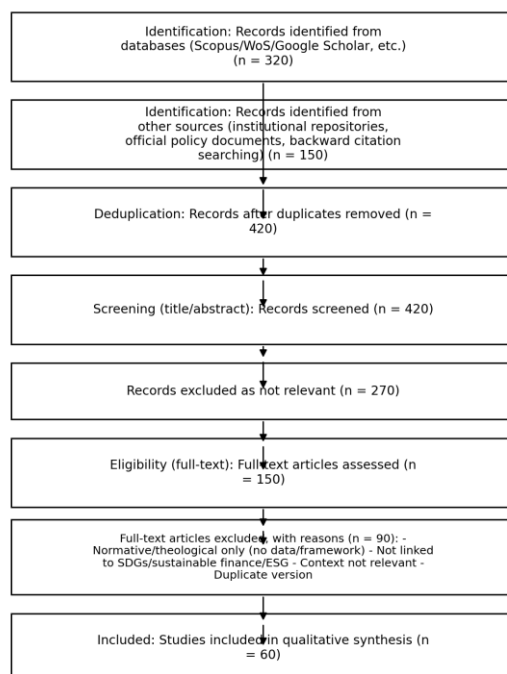 Identification: Records identified from
databases (Scopus/WoS/Google Scholar, etc.)
(n = 320)
Identification: Records identified from
other sources (institutional repositories,
official policy documents, backward citation
searching) (n = 150)
Deduplication: Records after duplicates removed (n =
420)
Screening (title/abstract): Records screened (n = 420)
Records excluded as not relevant (n = 270)
Eligibility (full-text): Full-text articles assessed (n
= 150)
Full-text articles excluded, with reasons (n = 90): -
Normative/theological only (no data/framework) - Not linked
to SDGs/sustainable finance/ESG - Context not relevant -
Duplicate version
Included: Studies included in qualitative synthesis (n
= 60)